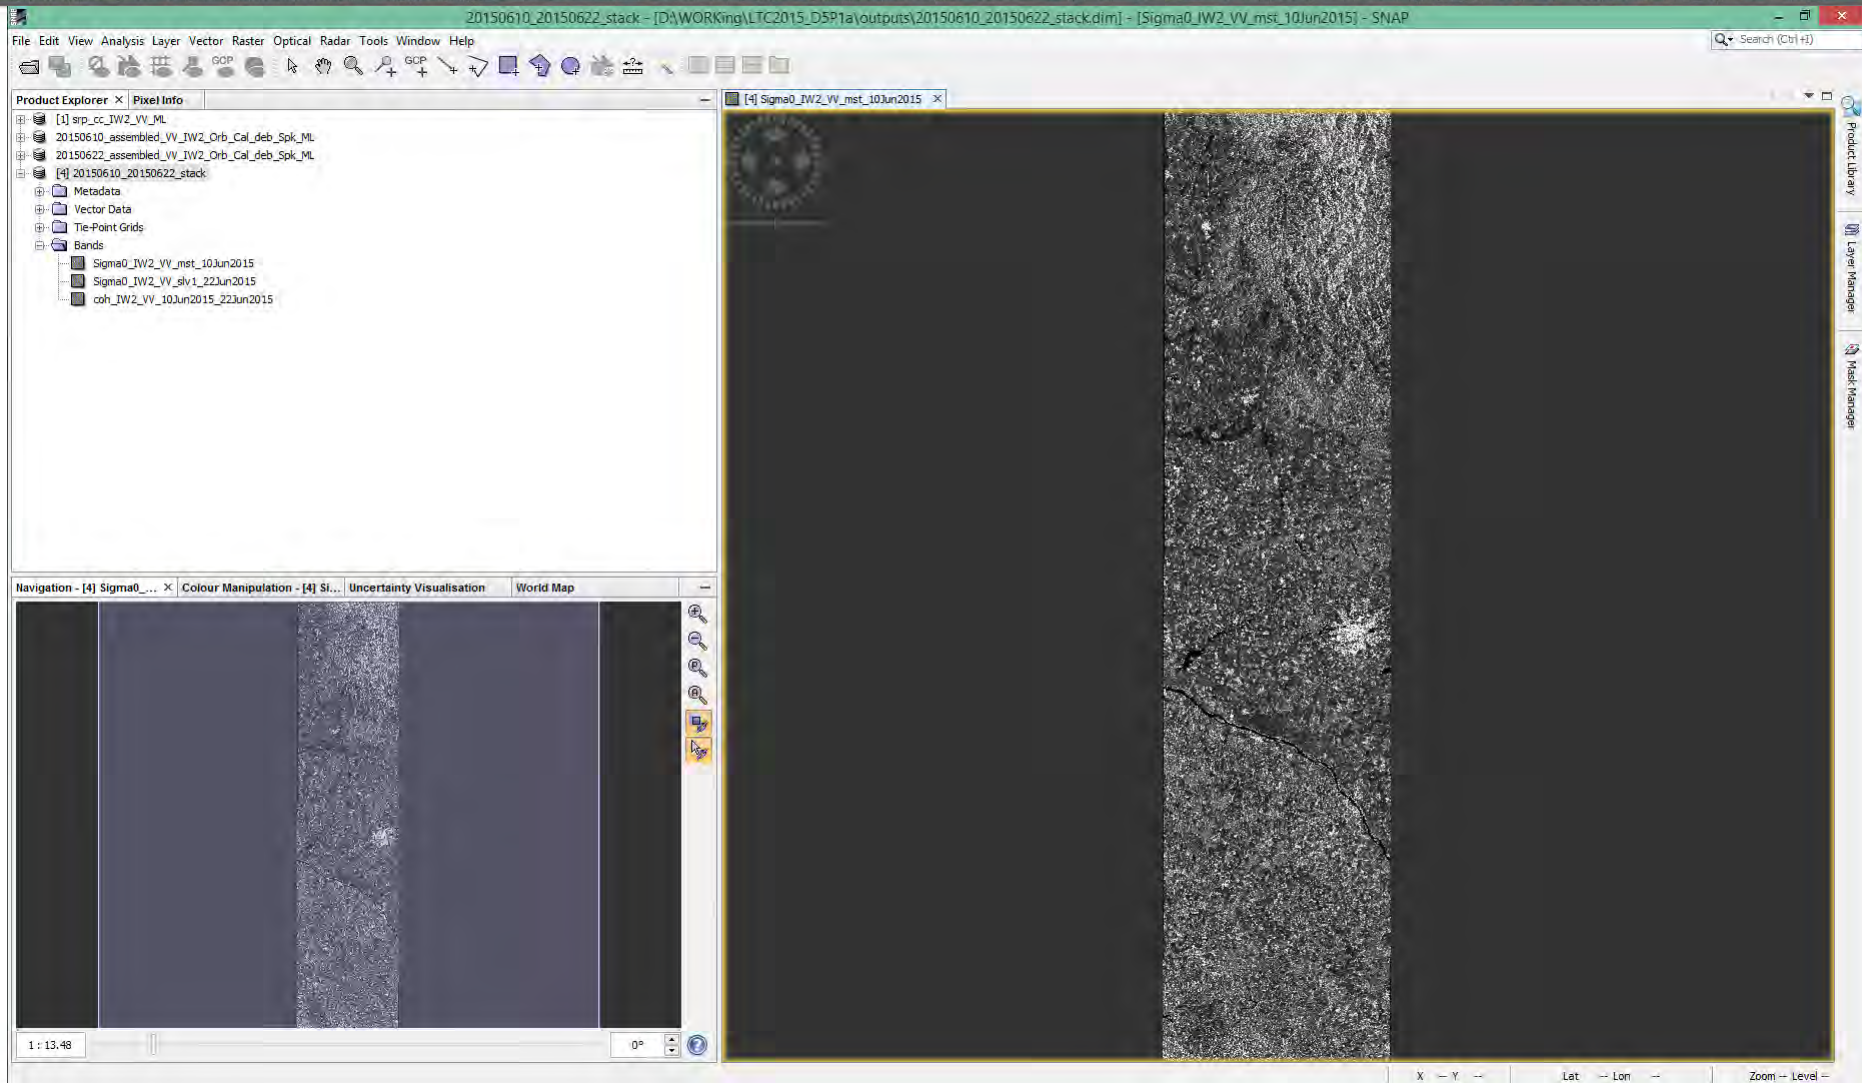 20150610_20150622_stack - [D:\WORKing\LTC2015_D5P1a\outputs\20150610_20150622_stack.dim] - [Sigma0_IW2_VV_mst_10Jun2015] - SNAP
File Edit View Analysis Layer Vector Raster Optical Radar Tools Window Help
Search (Ctrl+I)
GCP GCP
Product Explorer Pixel Info
[4] Sigma0_IW2_VV_mst_10Jun2015
[1] srp_cc_IW2_VV_ML
20150610_assembled_VV_IW2_Orb_Cal_deb_Spk_ML
20150622_assembled_VV_IW2_Orb_Cal_deb_Spk_ML
[4] 20150610_20150622_stack
Metadata
Vector Data
Tie-Point Grids
Bands
Sigma0_IW2_VV_mst_10Jun2015
Sigma0_IW2_VV_slv1_22Jun2015
coh_IW2_VV_10Jun2015_22Jun2015
Product Library
Layer Manager
Mask Manager
Navigation - [4] Sigma0_... Colour Manipulation - [4] Si... Uncertainty Visualisation World Map
1 : 13.48
0°
X -- Y -- Lat -- Lon -- Zoom -- Level --